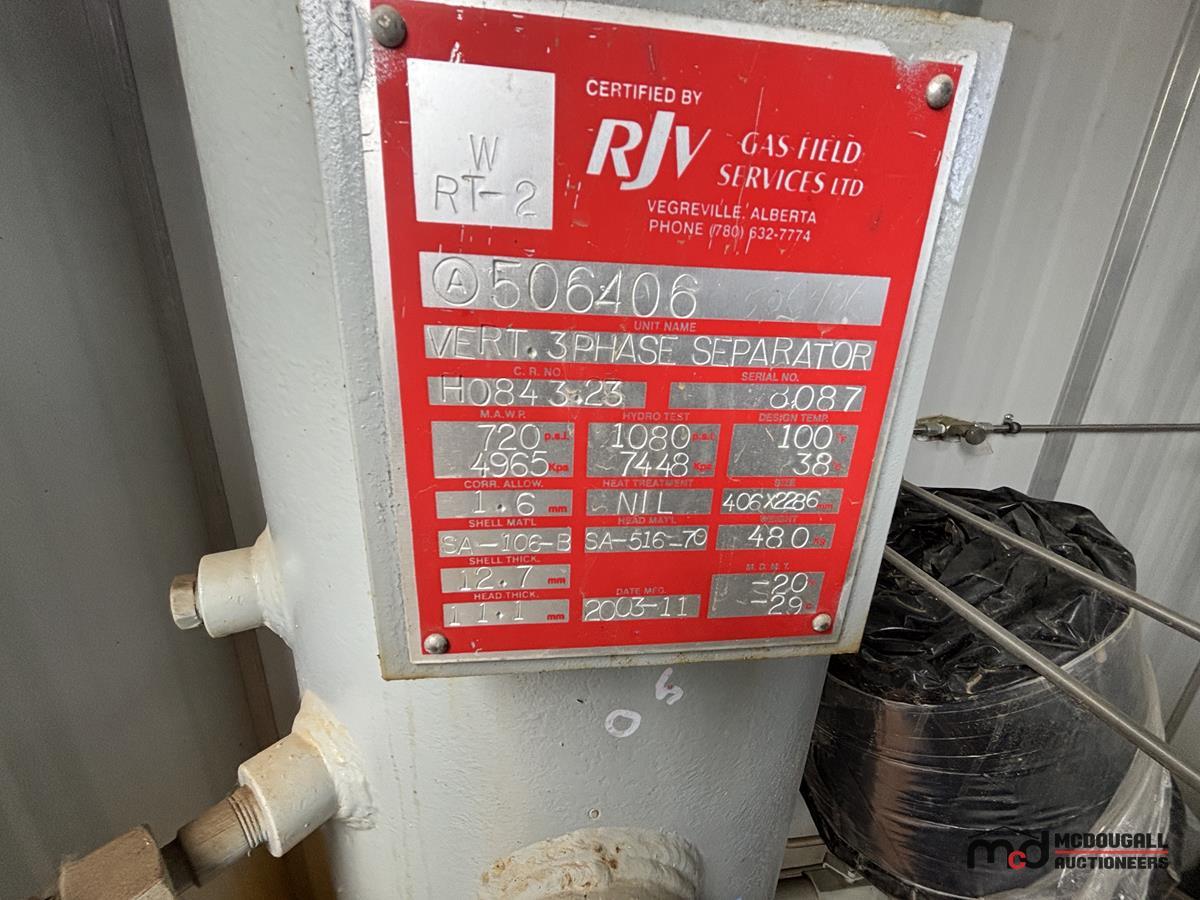 W
RT-2
CERTIFIED BY
RJV GAS FIELD
SERVICES LTD
VEGREVILLE, ALBERTA
PHONE (780) 632-7774
Ⓐ506406
UNIT NAME
VERT. 3 PHASE SEPARATOR
C. R. NO. SERIAL NO.
H0843.23 8087
M.A.W.P. HYDRO TEST DESIGN TEMP.
720 p.s.i. 1080 p.s.i. 100 °F
4965 Kpa 7448 Kpa 38 °C
CORR. ALLOW. HEAT TREATMENT SIZE
1.6 mm NIL 406X2286 mm
SHELL MAT'L HEAD MAT'L WEIGHT
SA-106-B SA-516-70 480 Kg
SHELL THICK. M. D. M. T.
12.7 mm -20
HEAD THICK. DATE MFG. -29 C
11.1 mm 2003-11
mcd MCDOUGALL
AUCTIONEERS